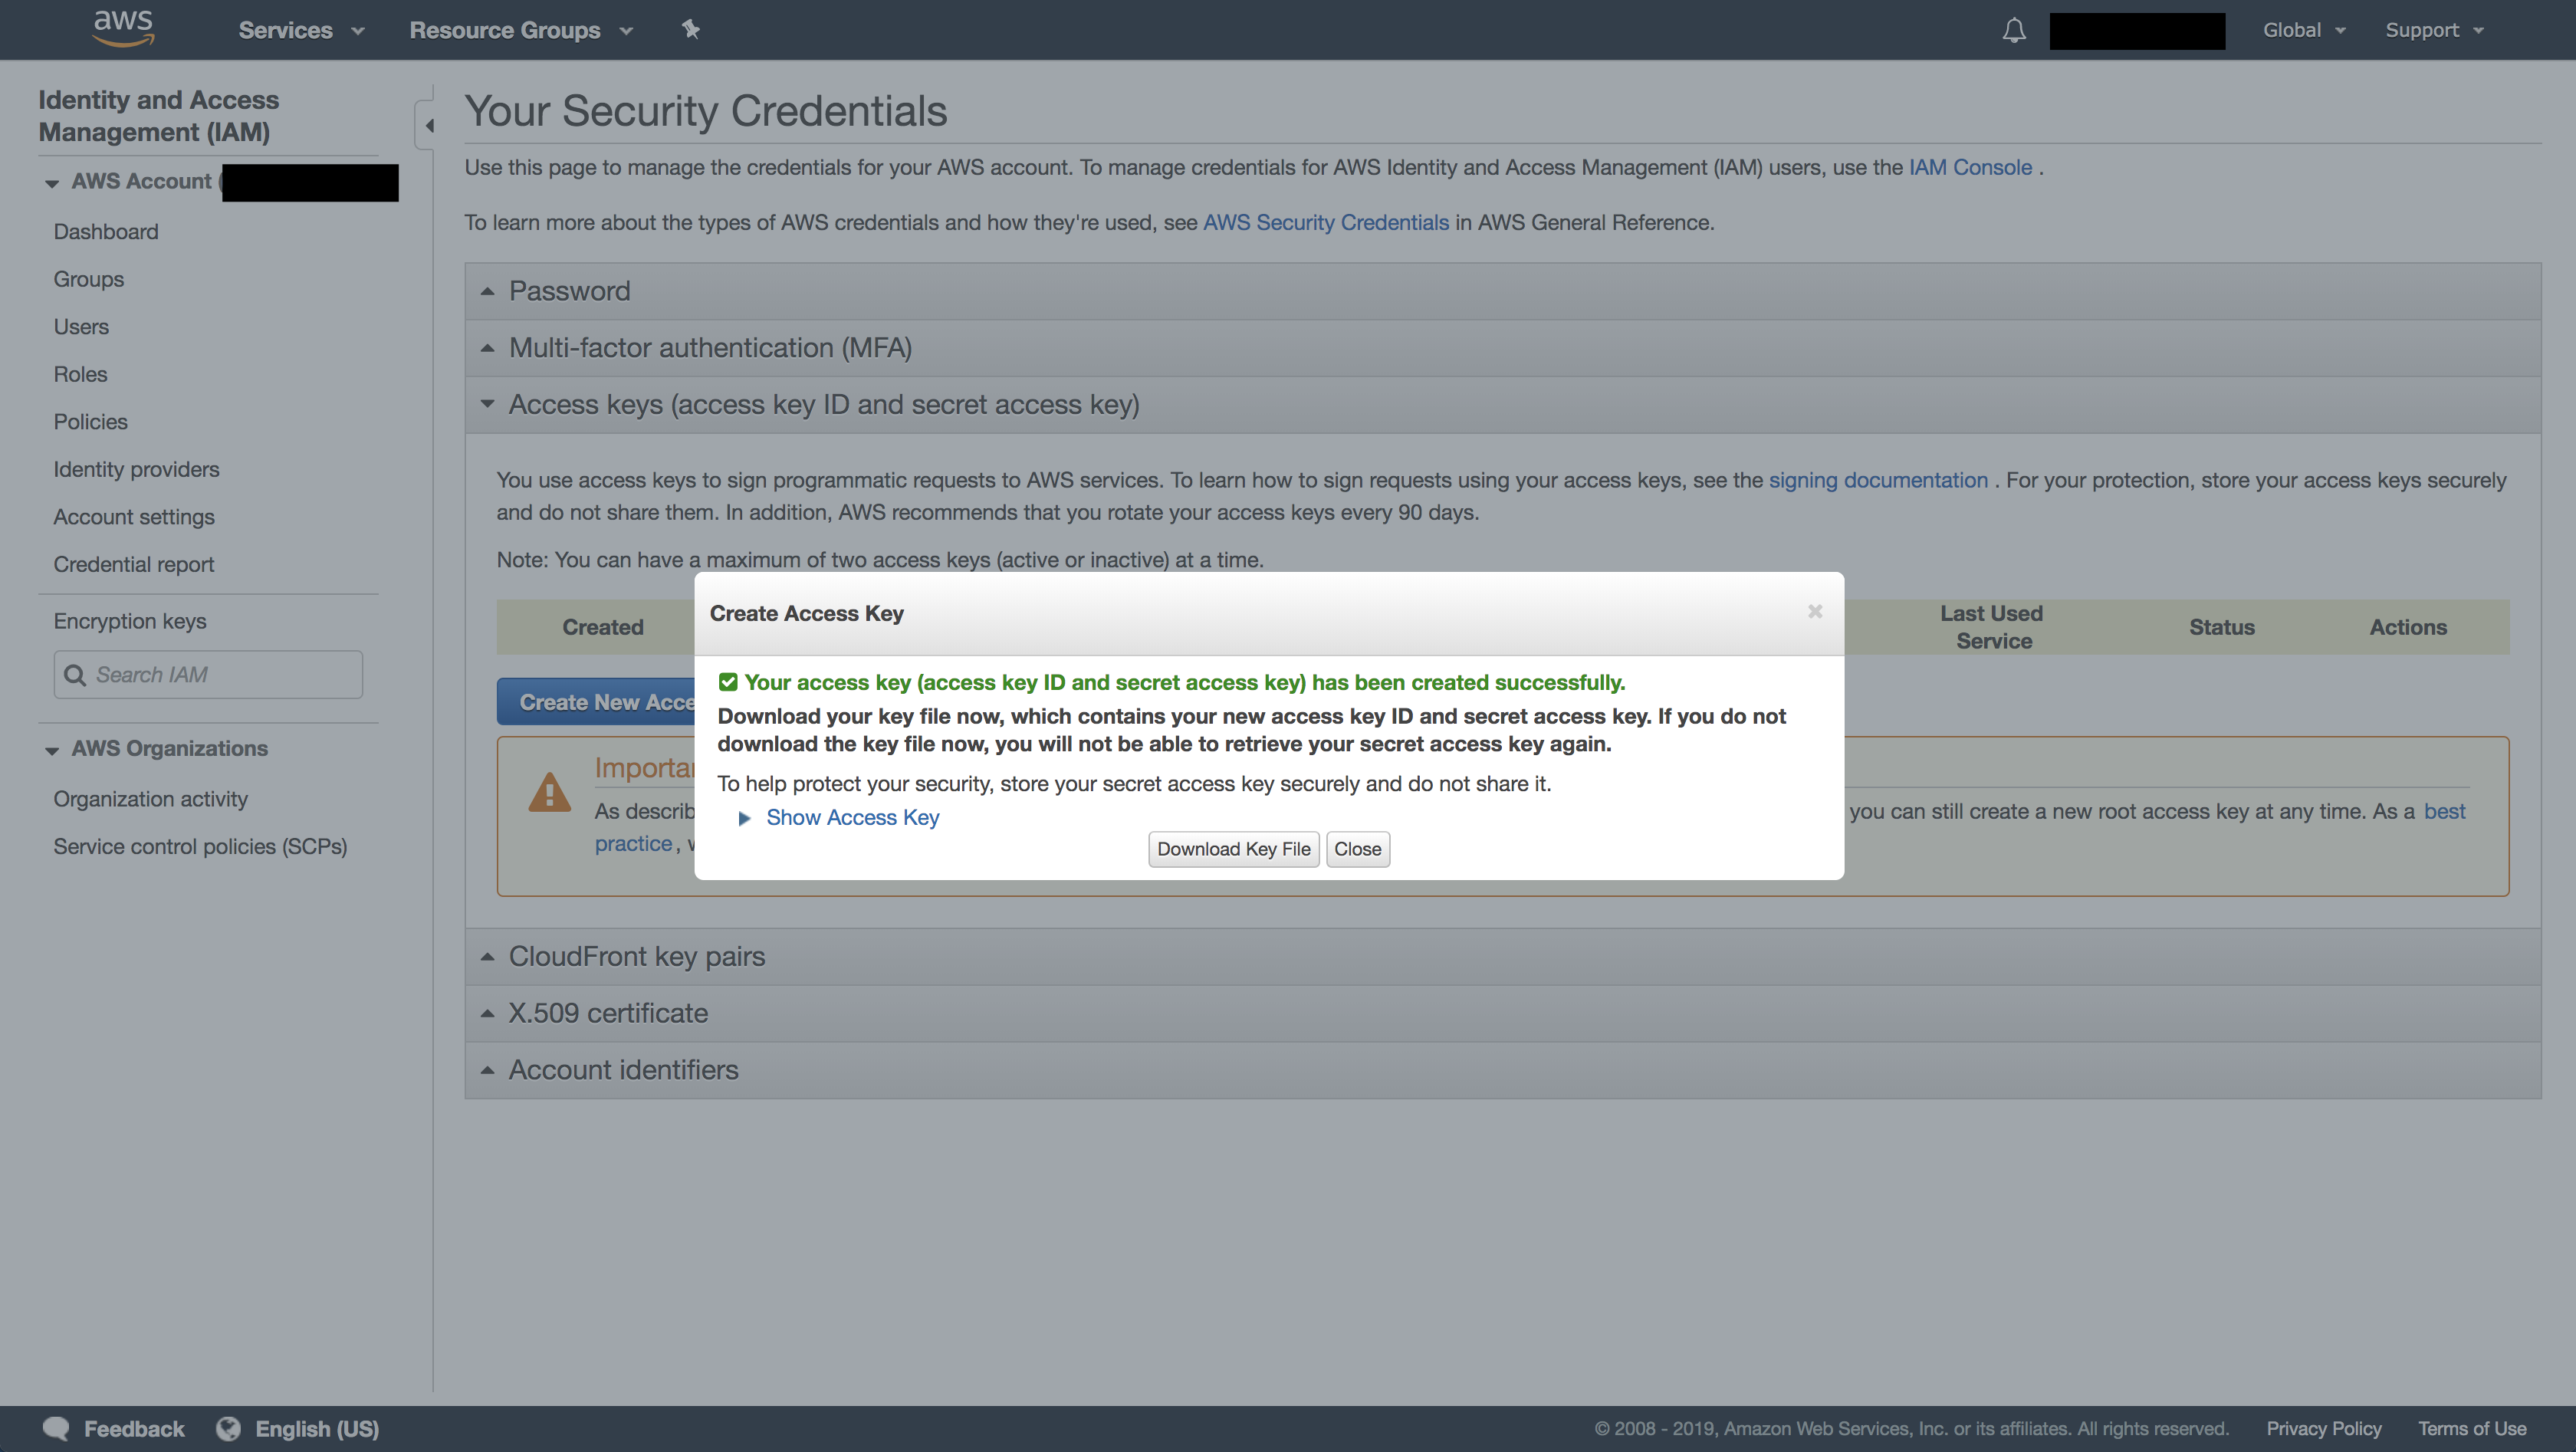 aws
Services
Resource Groups
Global
Support
Identity and Access
Management (IAM)
AWS Account (
Dashboard
Groups
Users
Roles
Policies
Identity providers
Account settings
Credential report
Encryption keys
Search IAM
AWS Organizations
Organization activity
Service control policies (SCPs)
Your Security Credentials
Use this page to manage the credentials for your AWS account. To manage credentials for AWS Identity and Access Management (IAM) users, use the IAM Console .
To learn more about the types of AWS credentials and how they're used, see AWS Security Credentials in AWS General Reference.
Password
Multi-factor authentication (MFA)
Access keys (access key ID and secret access key)
You use access keys to sign programmatic requests to AWS services. To learn how to sign requests using your access keys, see the signing documentation . For your protection, store your access keys securely
and do not share them. In addition, AWS recommends that you rotate your access keys every 90 days.
Note: You can have a maximum of two access keys (active or inactive) at a time.
Created
Last Used
Service
Status
Actions
Create New Acce
Importa
As describ
you can still create a new root access key at any time. As a best
practice ,
Create Access Key
Your access key (access key ID and secret access key) has been created successfully.
Download your key file now, which contains your new access key ID and secret access key. If you do not
download the key file now, you will not be able to retrieve your secret access key again.
To help protect your security, store your secret access key securely and do not share it.
Show Access Key
Download Key File
Close
CloudFront key pairs
X.509 certificate
Account identifiers
Feedback
English (US)
© 2008 - 2019, Amazon Web Services, Inc. or its affiliates. All rights reserved.
Privacy Policy
Terms of Use